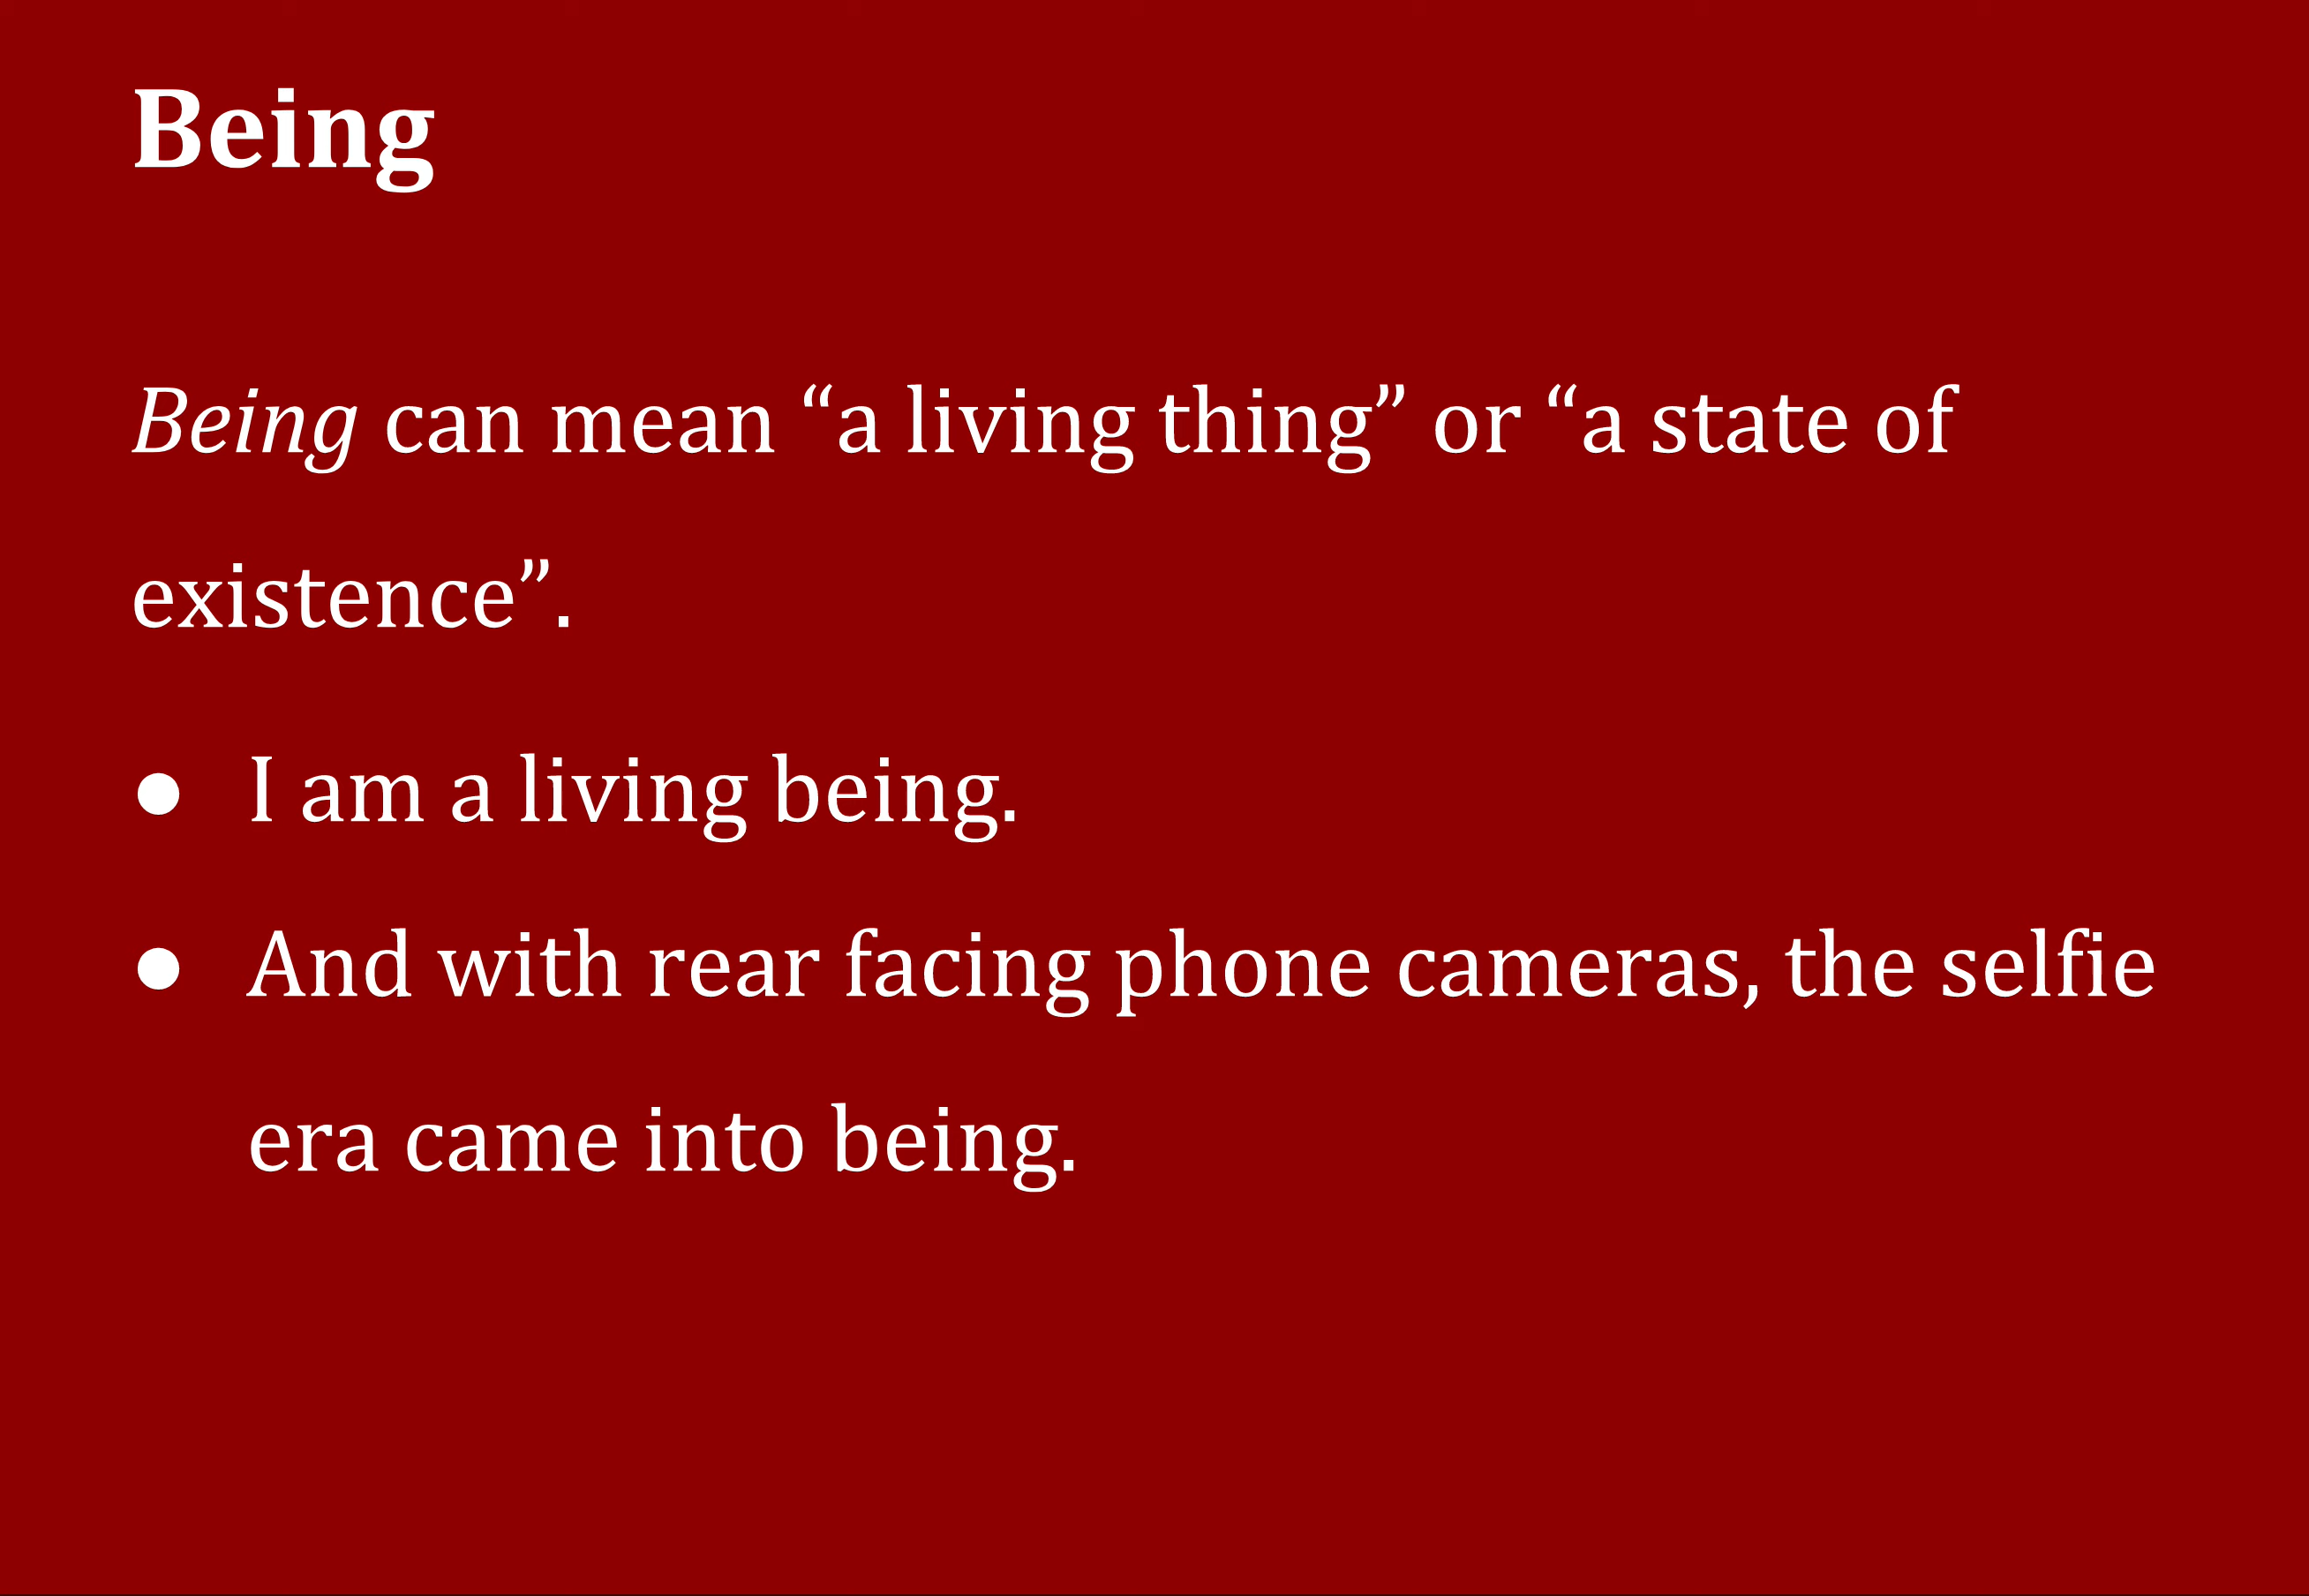 Being
Being can mean “a living thing” or “a state of
existence”.
● I am a living being.
● And with rear facing phone cameras, the selfie
era came into being.